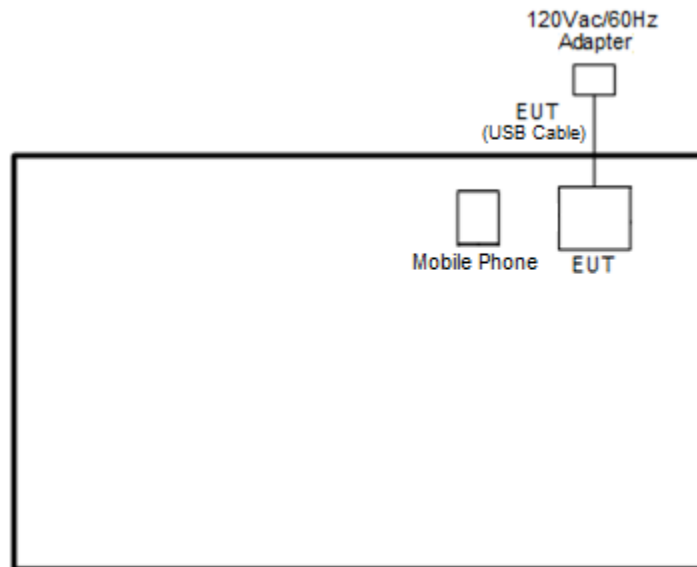 120Vac/60Hz
Adapter
EUT
(USB Cable)
Mobile Phone
EUT